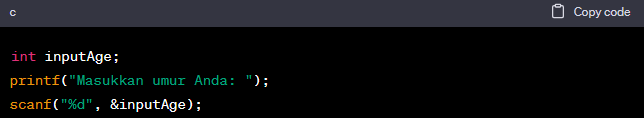 c
Copy code
int inputAge;
printf("Masukkan umur Anda: ");
scanf("%d", &inputAge);